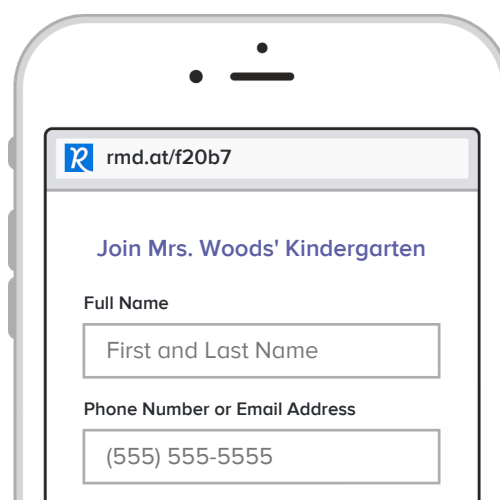 rmd.at/f20b7
Join Mrs. Woods' Kindergarten
Full Name
First and Last Name
Phone Number or Email Address
(555) 555-5555